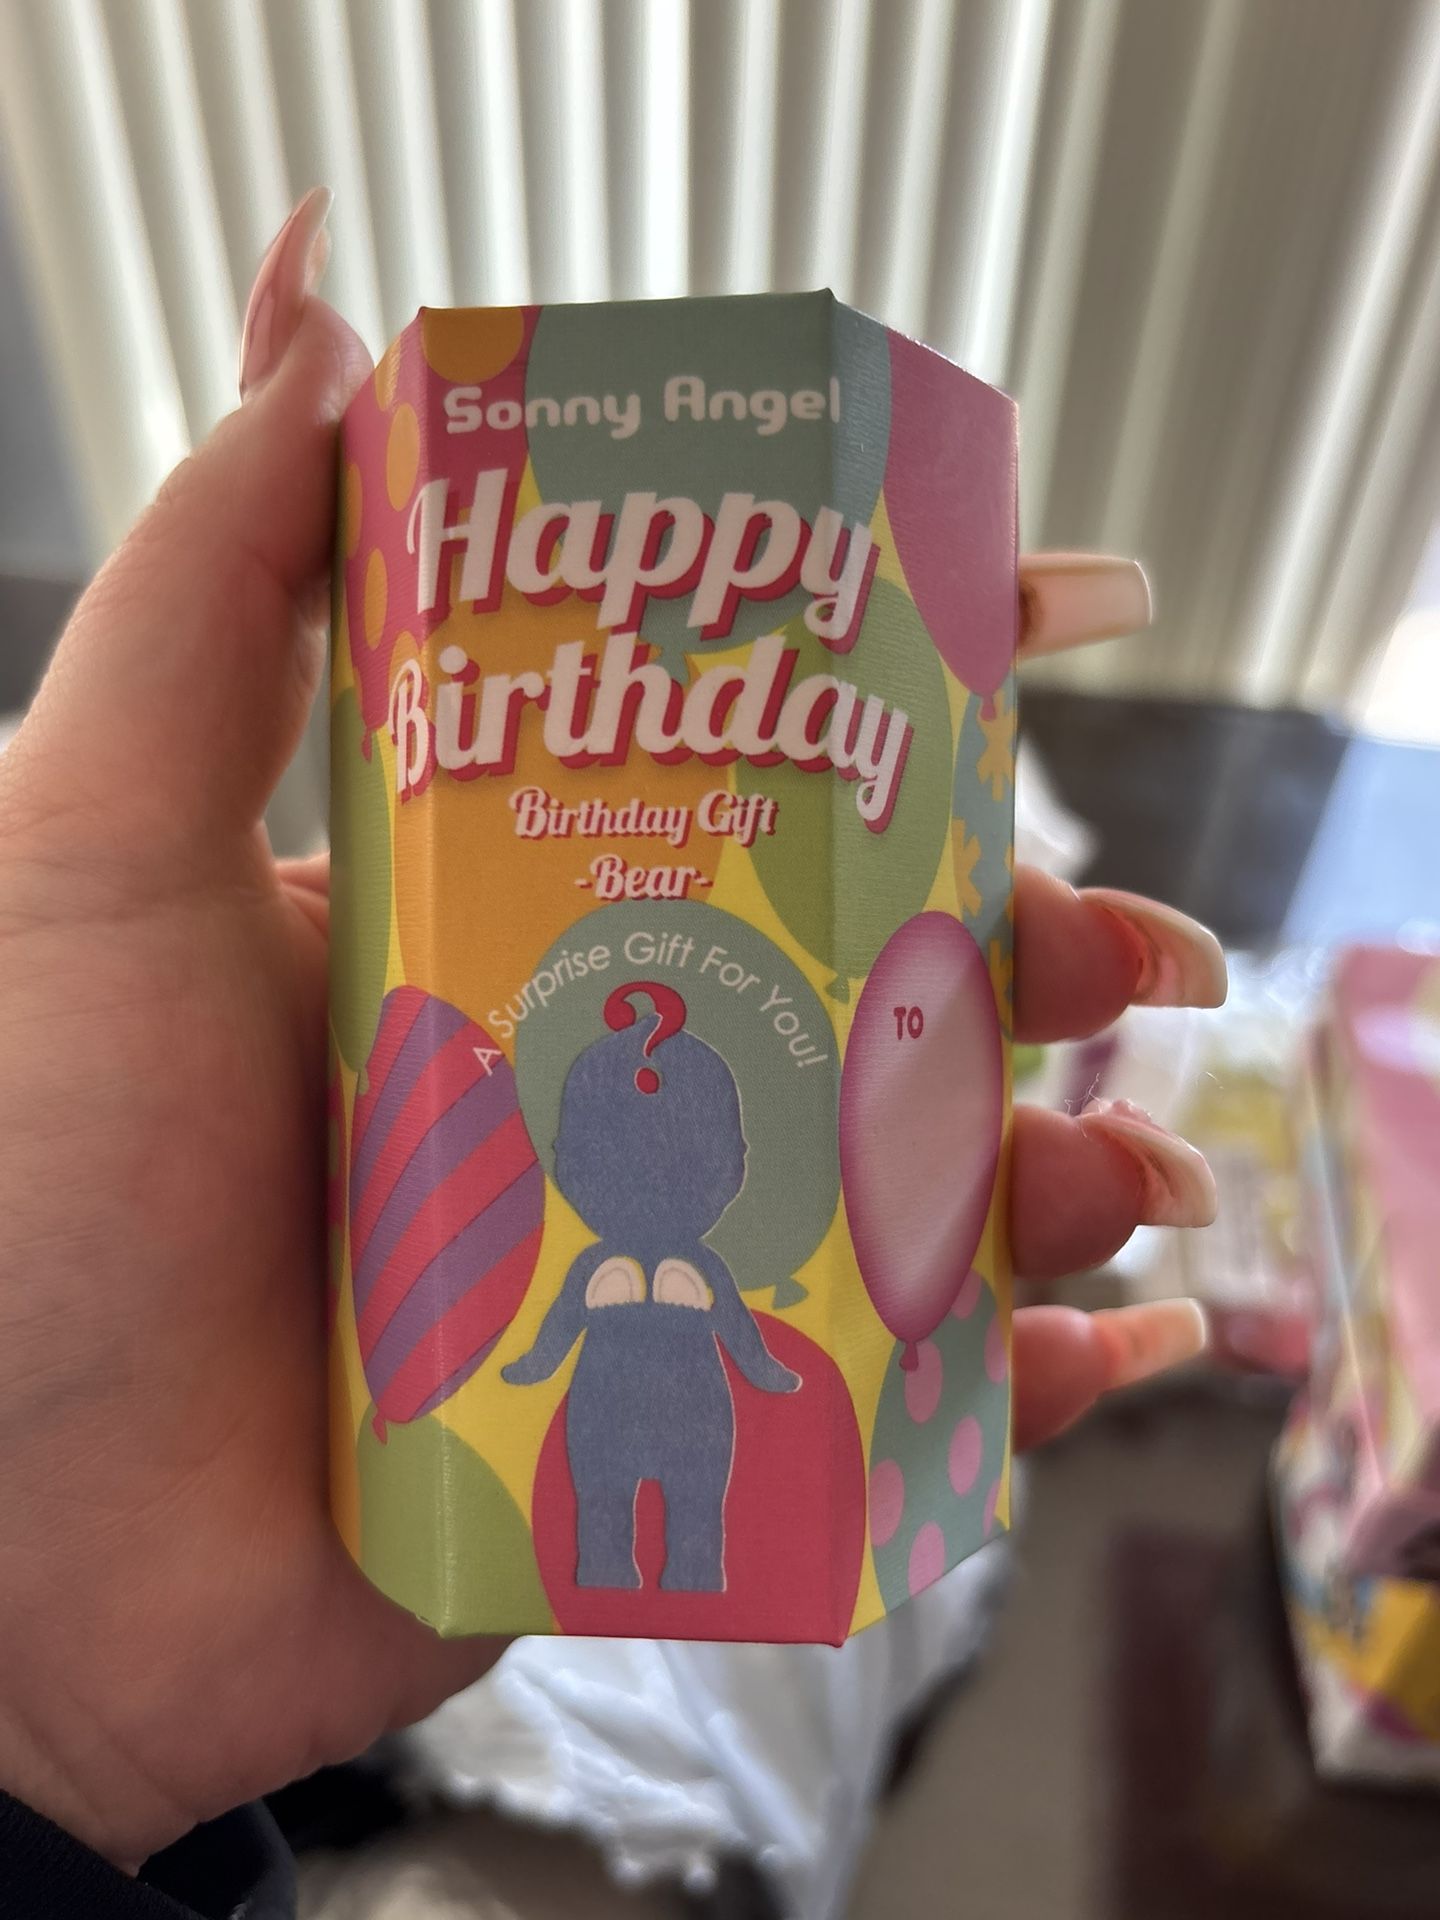 Sonny Angel
Happy
Birthday
Birthday Gift
-Bear-
A Surprise Gift For You!
?
TO